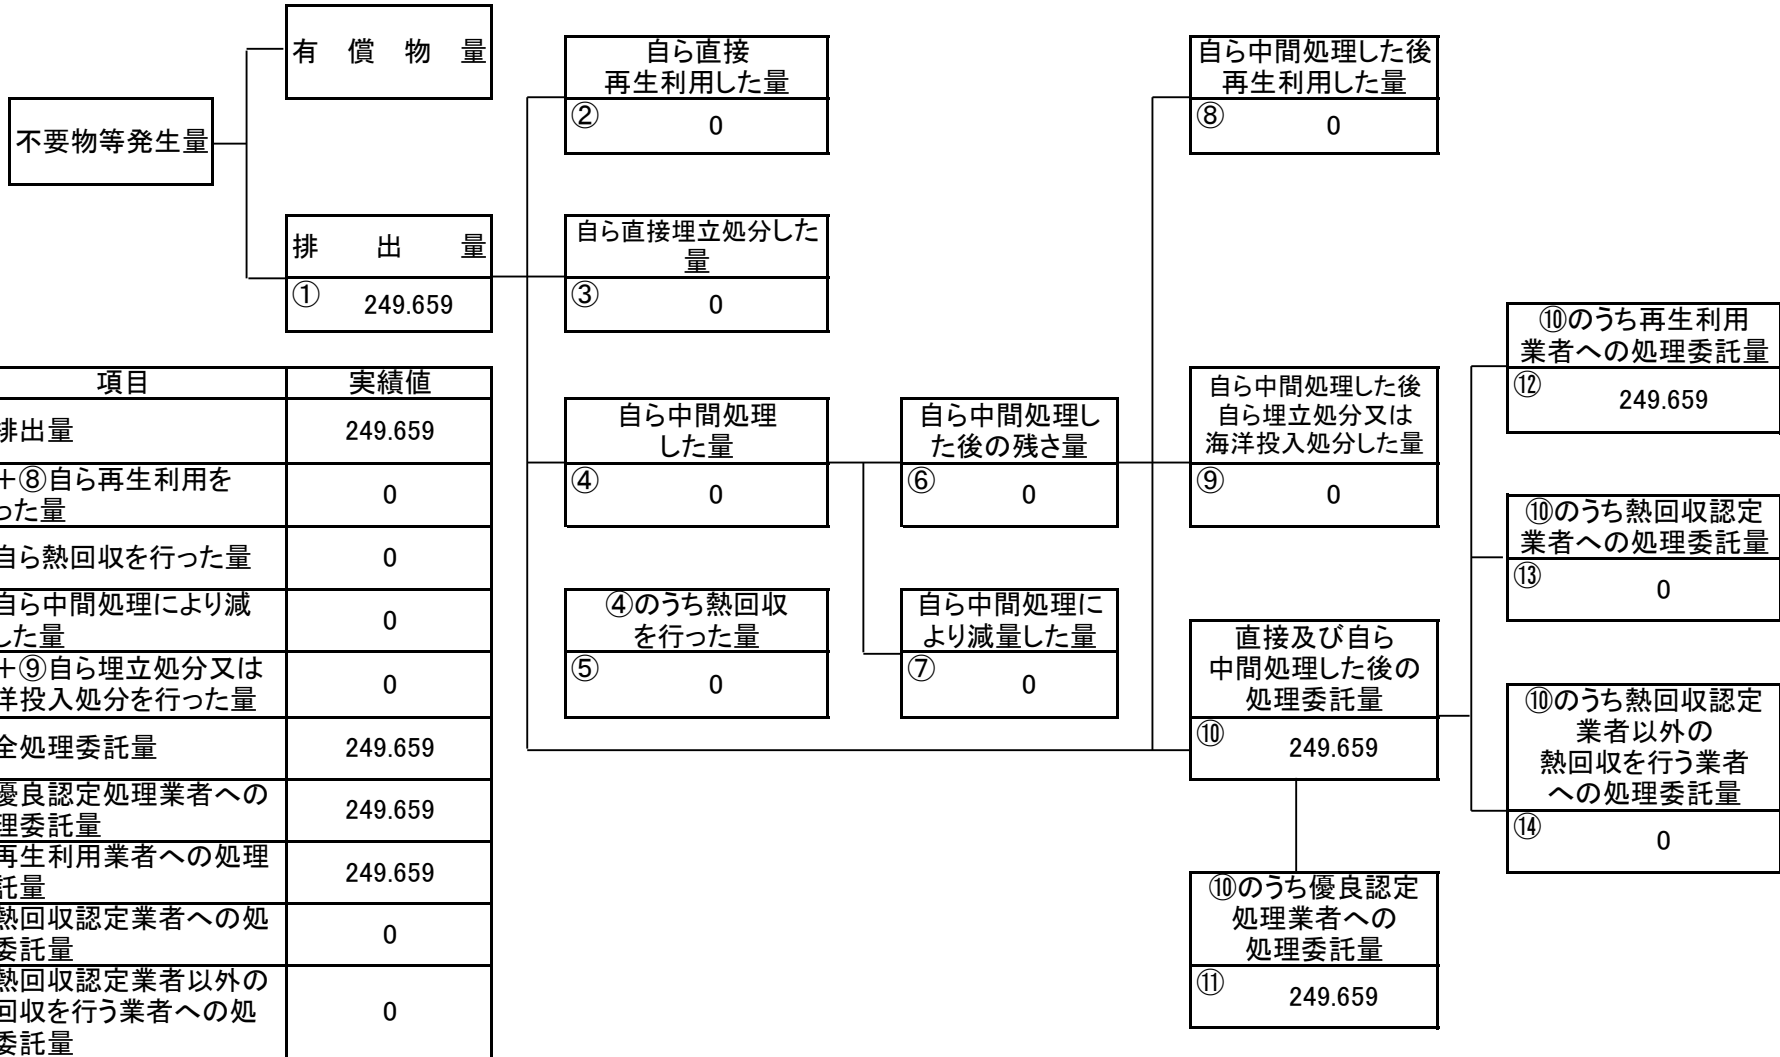 有償物量
不要物等発生量
排出量
① 249.659
自ら直接
再生利用した量
② 0
自ら直接埋立処分した
量
③ 0
自ら中間処理
した量
④ 0
④のうち熱回収
を行った量
⑤ 0
自ら中間処理し
た後の残さ量
⑥ 0
自ら中間処理に
より減量した量
⑦ 0
自ら中間処理した後
再生利用した量
⑧ 0
自ら中間処理した後
自ら埋立処分又は
海洋投入処分した量
⑨ 0
直接及び自ら
中間処理した後の
処理委託量
⑩ 249.659
⑩のうち優良認定
処理業者への
処理委託量
⑪ 249.659
⑩のうち再生利用
業者への処理委託量
⑫ 249.659
⑩のうち熱回収認定
業者への処理委託量
⑬ 0
⑩のうち熱回収認定
業者以外の
熱回収を行う業者
への処理委託量
⑭ 0
項目 実績値
排出量 249.659
+⑧自ら再生利用を
った量 0
自ら熱回収を行った量 0
自ら中間処理により減
した量 0
+⑨自ら埋立処分又は
洋投入処分を行った量 0
全処理委託量 249.659
優良認定処理業者への
理委託量 249.659
再生利用業者への処理
託量 249.659
熱回収認定業者への処
委託量 0
熱回収認定業者以外の
回収を行う業者への処
委託量 0